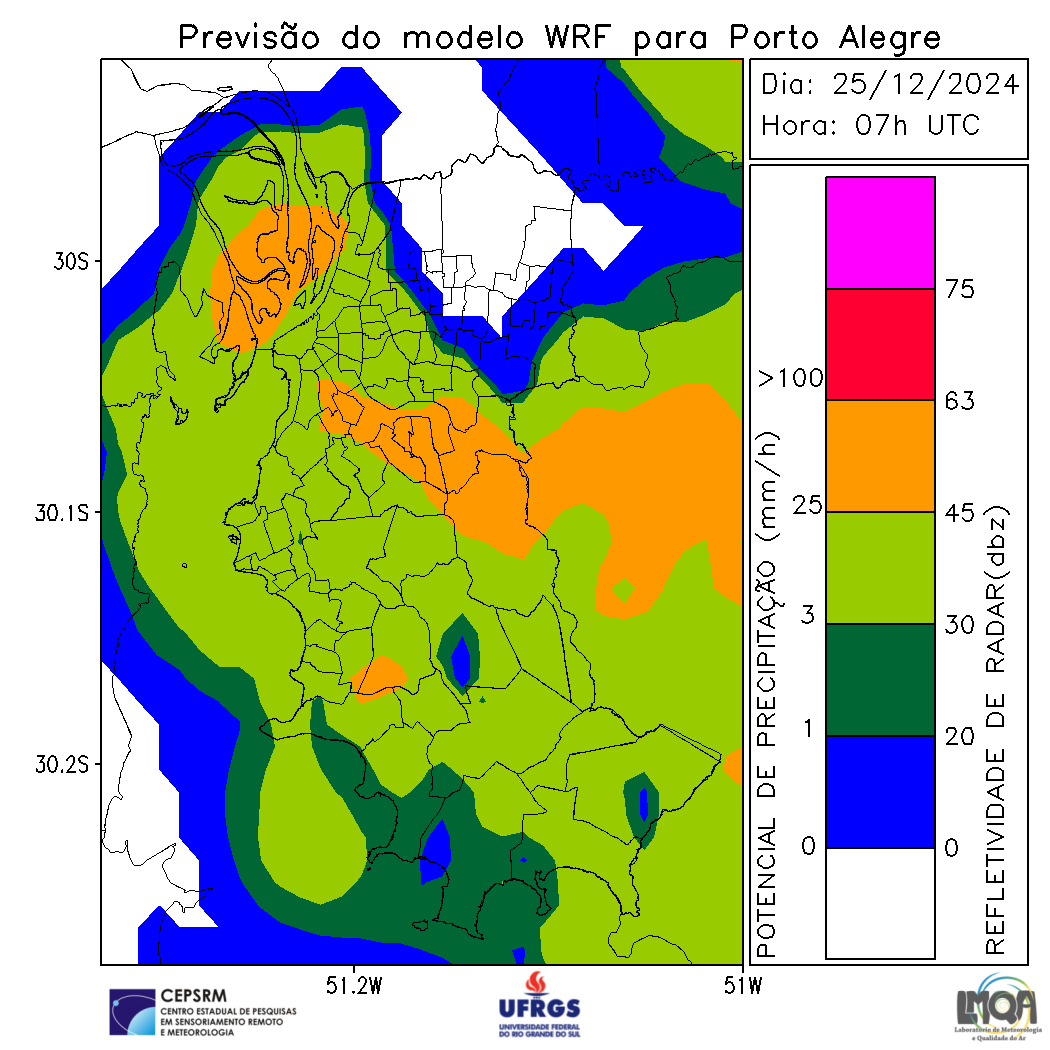 Previsão do modelo WRF para Porto Alegre
Dia: 25/12/2024
Hora: 07h UTC
30S
30.1S
30.2S
51.2W
51W
POTENCIAL DE PRECIPITAÇÃO (mm/h)
>100
25
3
1
0
75
63
45
30
20
0
REFLETIVIDADE DE RADAR(dbz)
CEPSRM
CENTRO ESTADUAL DE PESQUISAS
EM SENSORIAMENTO REMOTO
E METEOROLOGIA
UFRGS
UNIVERSIDADE FEDERAL
DO RIO GRANDE DO SUL
LMQA
Laboratório de Meteorologia
e Qualidade do Ar